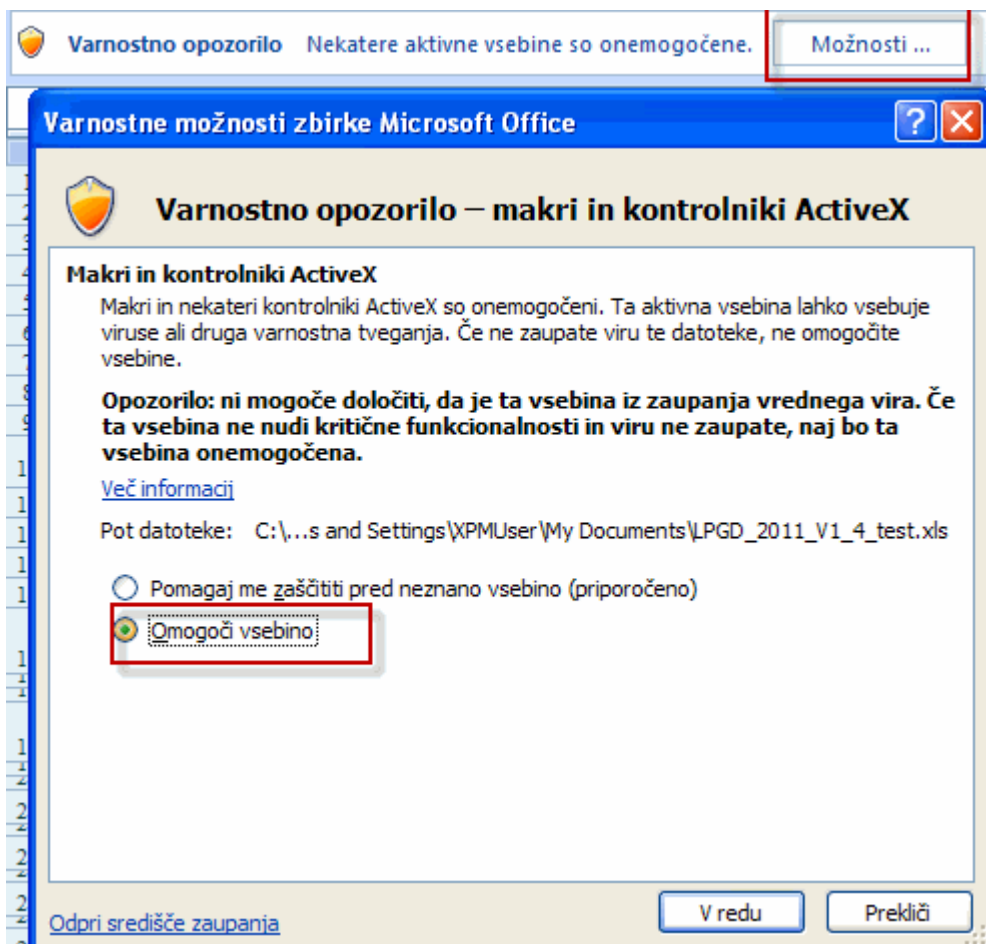 Varnostno opozorilo Nekatere aktivne vsebine so onemogočene. Možnosti ...
Varnostne možnosti zbirke Microsoft Office
Varnostno opozorilo – makri in kontrolniki ActiveX
Makri in kontrolniki ActiveX
Makri in nekateri kontrolniki ActiveX so onemogočeni. Ta aktivna vsebina lahko vsebuje
viruse ali druga varnostna tveganja. Če ne zaupate viru te datoteke, ne omogočite
vsebine.
Opozorilo: ni mogoče določiti, da je ta vsebina iz zaupanja vrednega vira. Če
ta vsebina ne nudi kritične funkcionalnosti in viru ne zaupate, naj bo ta
vsebina onemogočena.
Več informacij
Pot datoteke: C:\...s and Settings\XPMUser\My Documents\LPGD_2011_V1_4_test.xls
Pomagaj me zaščititi pred neznano vsebino (priporočeno)
Omogoči vsebino
Odpri središče zaupanja V redu Prekliči